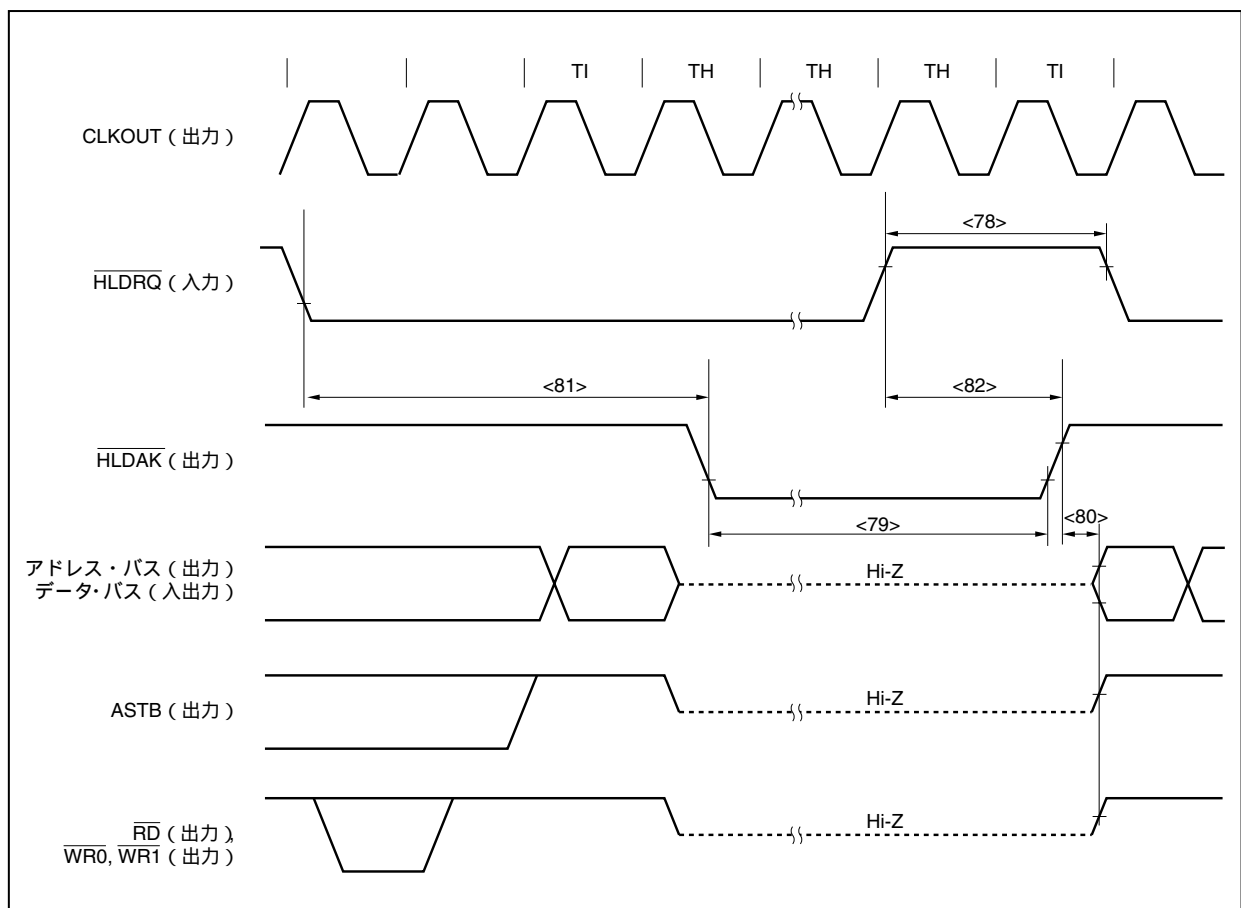 TI TH TH TH TI
CLKOUT（出力）
<78>
HLDRQ（入力）
<81> <82>
HLDAK（出力）
<79> <80>
アドレス・バス（出力）
データ・バス（入出力）
Hi-Z
ASTB（出力）
Hi-Z
RD（出力）,
WR0, WR1（出力）
Hi-Z